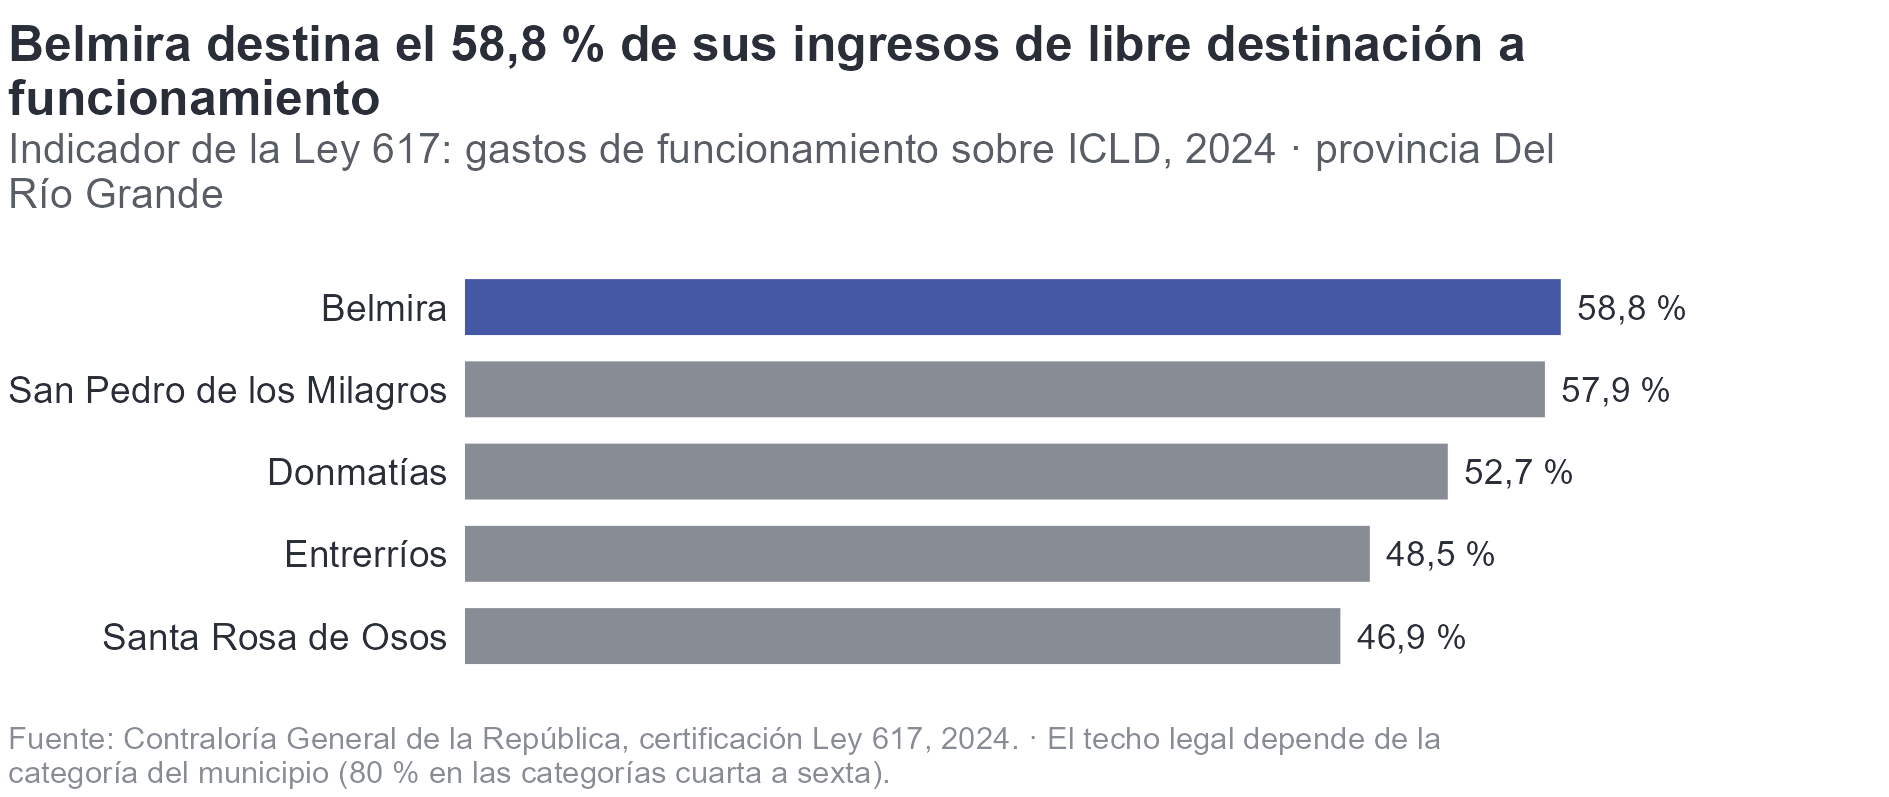 Belmira destina el 58,8 % de sus ingresos de libre destinación a
funcionamiento
Indicador de la Ley 617: gastos de funcionamiento sobre ICLD, 2024 · provincia Del
Río Grande
Belmira 58,8 %
San Pedro de los Milagros 57,9 %
Donmatías 52,7 %
Entrerríos 48,5 %
Santa Rosa de Osos 46,9 %
Fuente: Contraloría General de la República, certificación Ley 617, 2024. · El techo legal depende de la
categoría del municipio (80 % en las categorías cuarta a sexta).